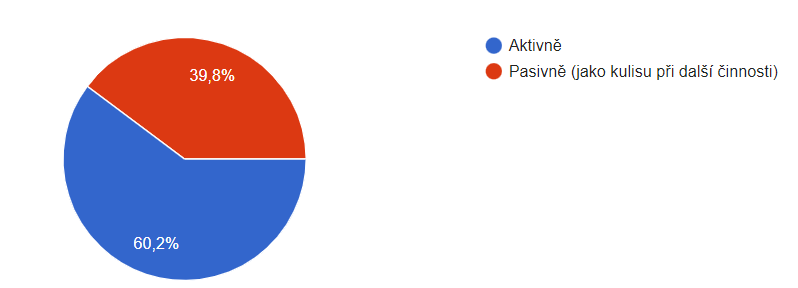 39,8%
60,2%
Aktivně
Pasivně (jako kulisu při další činnosti)